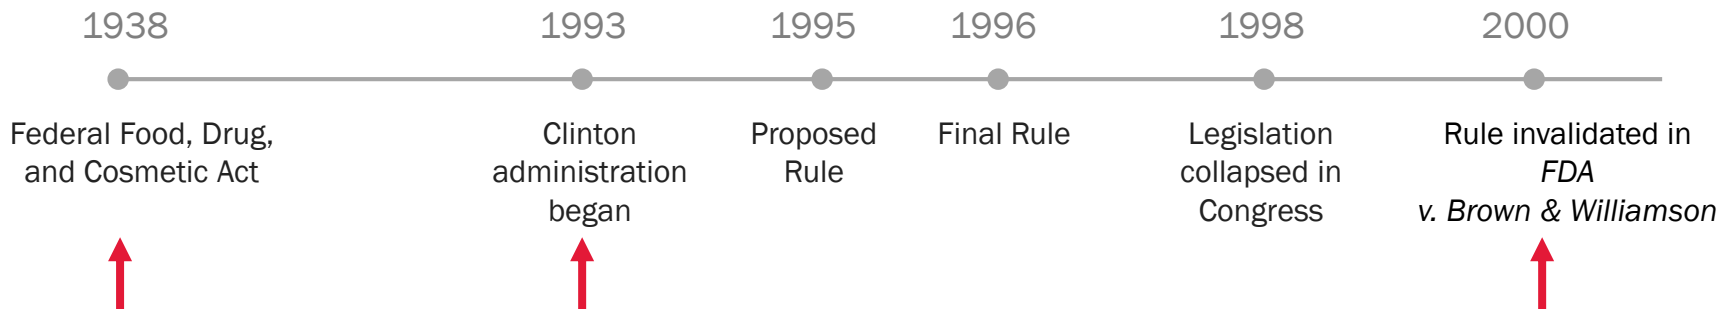 1938 1993 1995 1996 1998 2000
Federal Food, Drug,
and Cosmetic Act
Clinton
administration
began
Proposed
Rule
Final Rule
Legislation
collapsed in
Congress
Rule invalidated in
FDA
v. Brown & Williamson